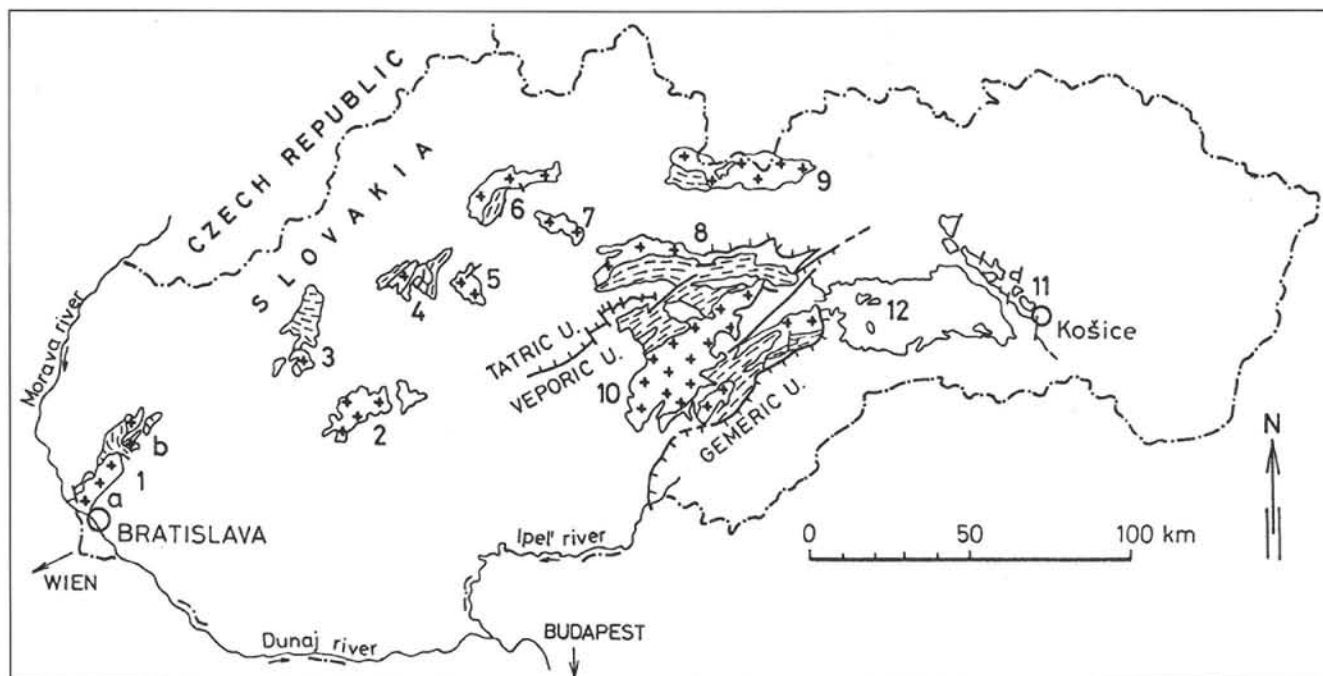 CZECH REPUBLIC
SLOVAKIA
Morava river
9
6
7
8
5
4
3
d
11
12
Košice
TATRIC U.
VEPORIC U.
10
GEMERIC U.
2
b
1
a
BRATISLAVA
WIEN
Dunaj river
Ipel' river
BUDAPEST
N
0 50 100 km